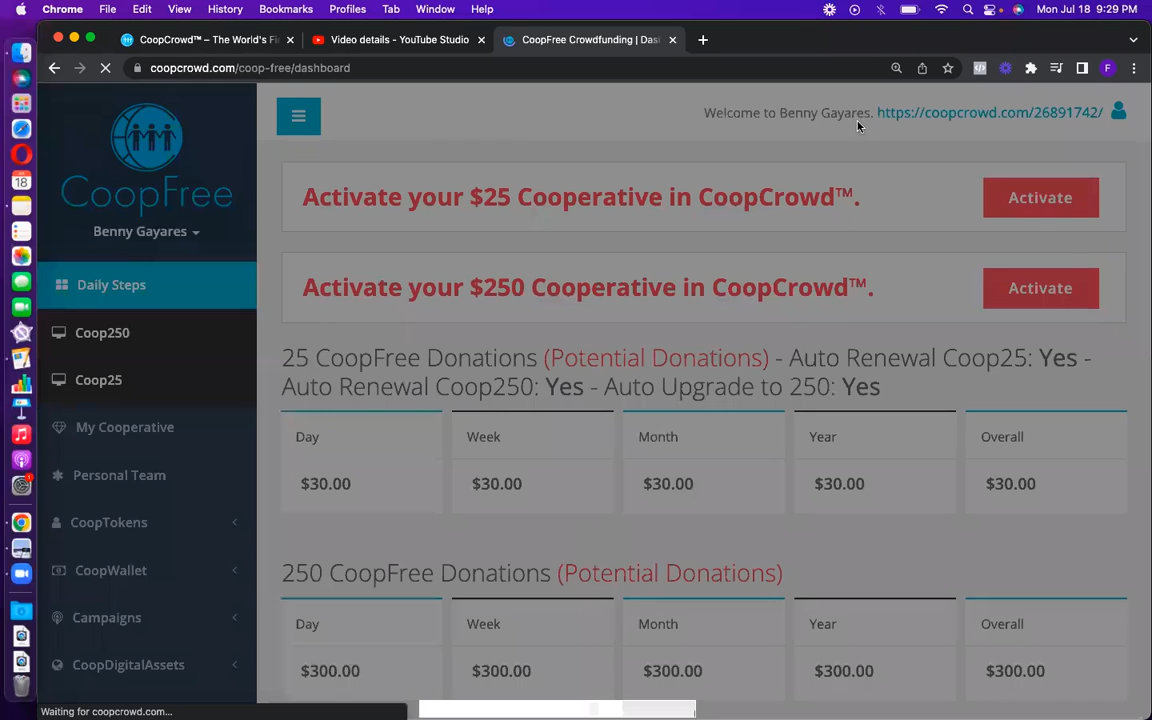 Chrome File Edit View History Bookmarks Profiles Tab Window Help Mon Jul 18 9:29 PM
CoopCrowd™ – The World's Fi Video details - YouTube Studio CoopFree Crowdfunding | Das
coopcrowd.com/coop-free/dashboard
F
18
1
CoopFree
Benny Gayares
Daily Steps
Coop250
Coop25
My Cooperative
Personal Team
CoopTokens
CoopWallet
Campaigns
CoopDigitalAssets
Welcome to Benny Gayares. https://coopcrowd.com/26891742/
Activate your $25 Cooperative in CoopCrowd™. Activate
Activate your $250 Cooperative in CoopCrowd™. Activate
25 CoopFree Donations (Potential Donations) - Auto Renewal Coop25: Yes -
Auto Renewal Coop250: Yes - Auto Upgrade to 250: Yes
Day Week Month Year Overall
$30.00 $30.00 $30.00 $30.00 $30.00
250 CoopFree Donations (Potential Donations)
Day Week Month Year Overall
$300.00 $300.00 $300.00 $300.00 $300.00
Waiting for coopcrowd.com...